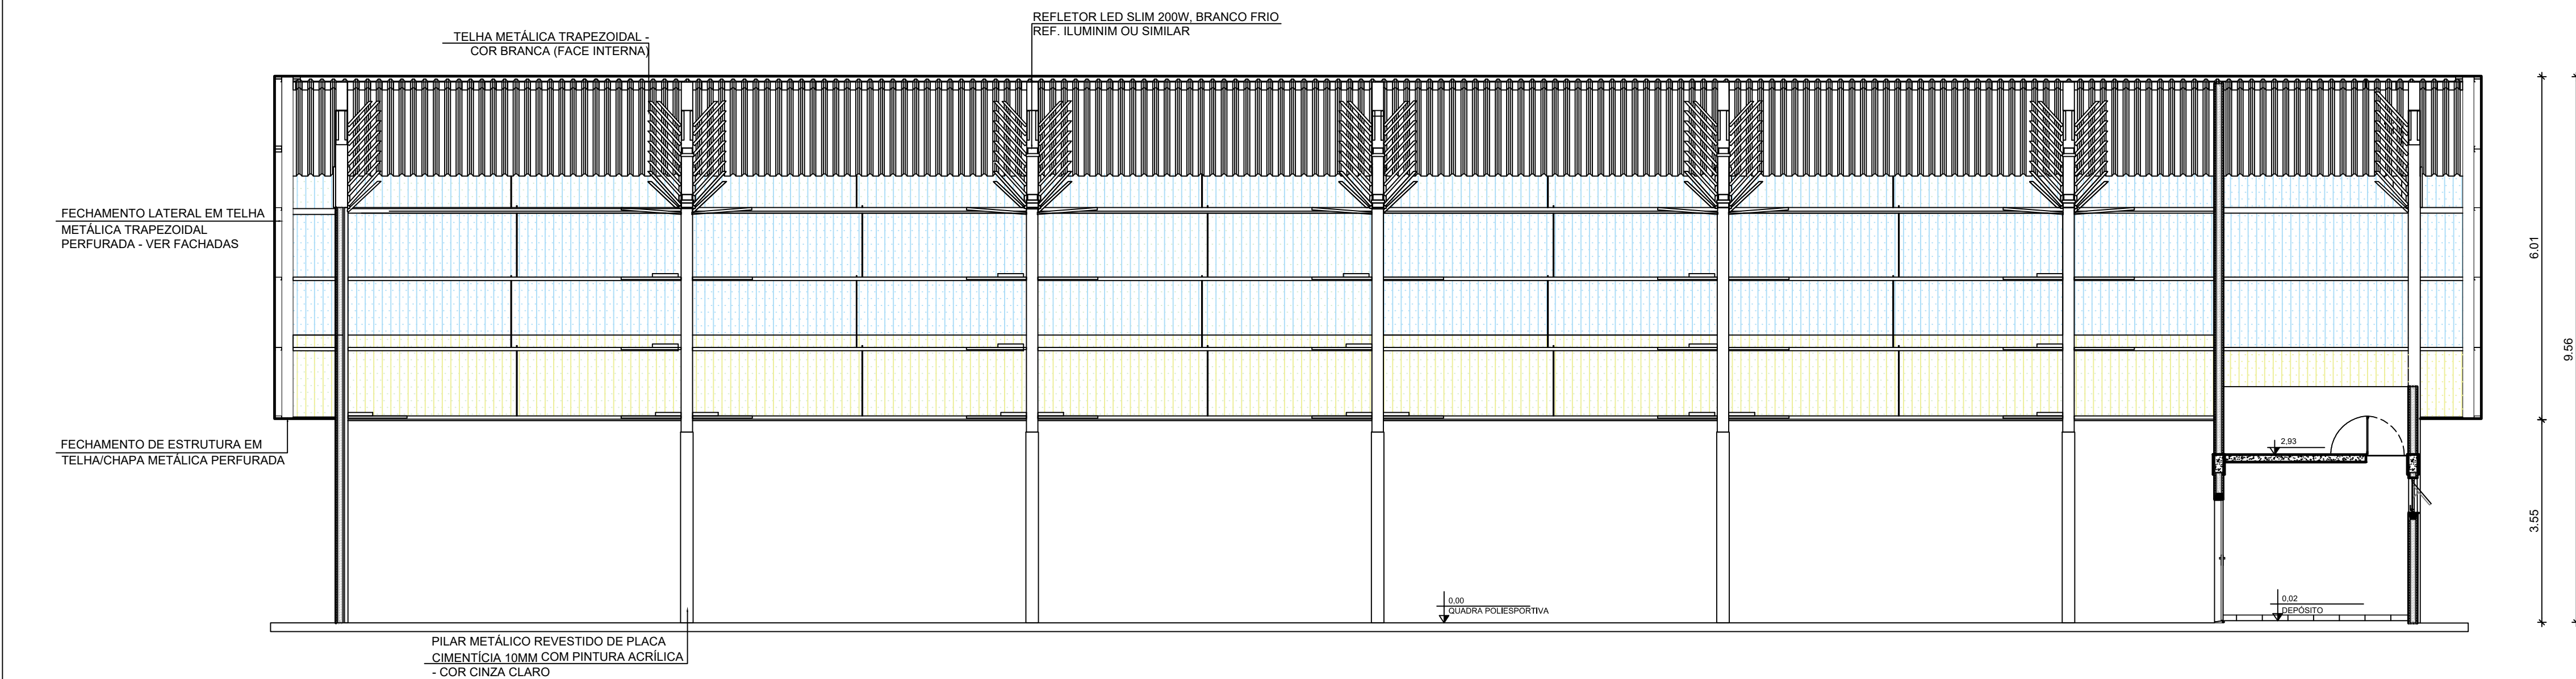 REFLETOR LED SLIM 200W, BRANCO FRIO
REF. ILUMINIM OU SIMILAR
TELHA METÁLICA TRAPEZOIDAL -
COR BRANCA (FACE INTERNA)
FECHAMENTO LATERAL EM TELHA
METÁLICA TRAPEZOIDAL
PERFURADA - VER FACHADAS
6.01
9.56
FECHAMENTO DE ESTRUTURA EM
TELHA/CHAPA METÁLICA PERFURADA
2,93
3.55
0,00
QUADRA POLIESPORTIVA
0,02
DEPÓSITO
PILAR METÁLICO REVESTIDO DE PLACA
CIMENTÍCIA 10MM COM PINTURA ACRÍLICA
- COR CINZA CLARO